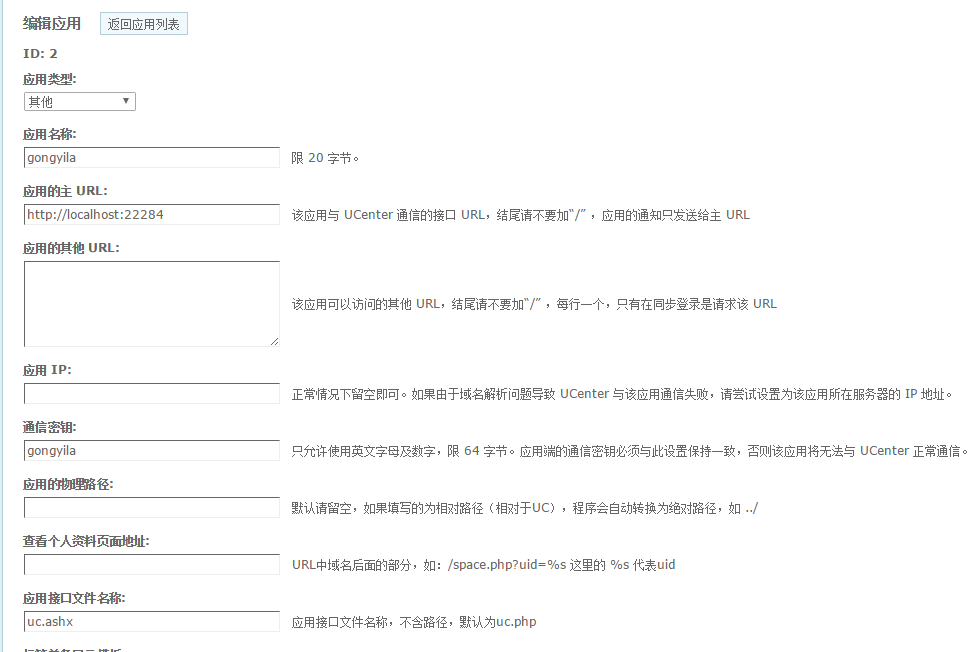 编辑应用 返回应用列表
ID: 2
应用类型:
其他
应用名称:
gongyila 限 20 字节。
应用的主 URL:
http://localhost:22284 该应用与 UCenter 通信的接口 URL，结尾请不要加“/” ，应用的通知只发送给主 URL
应用的其他 URL:
该应用可以访问的其他 URL，结尾请不要加“/” ，每行一个，只有在同步登录是请求该 URL
应用 IP:
正常情况下留空即可。如果由于域名解析问题导致 UCenter 与该应用通信失败，请尝试设置为该应用所在服务器的 IP 地址。
通信密钥:
gongyila 只允许使用英文字母及数字，限 64 字节。应用端的通信密钥必须与此设置保持一致，否则该应用将无法与 UCenter 正常通信。
应用的物理路径:
默认请留空，如果填写的为相对路径（相对于UC），程序会自动转换为绝对路径，如 ../
查看个人资料页面地址:
URL中域名后面的部分，如：/space.php?uid=%s 这里的 %s 代表uid
应用接口文件名称:
uc.ashx 应用接口文件名称，不含路径，默认为uc.php